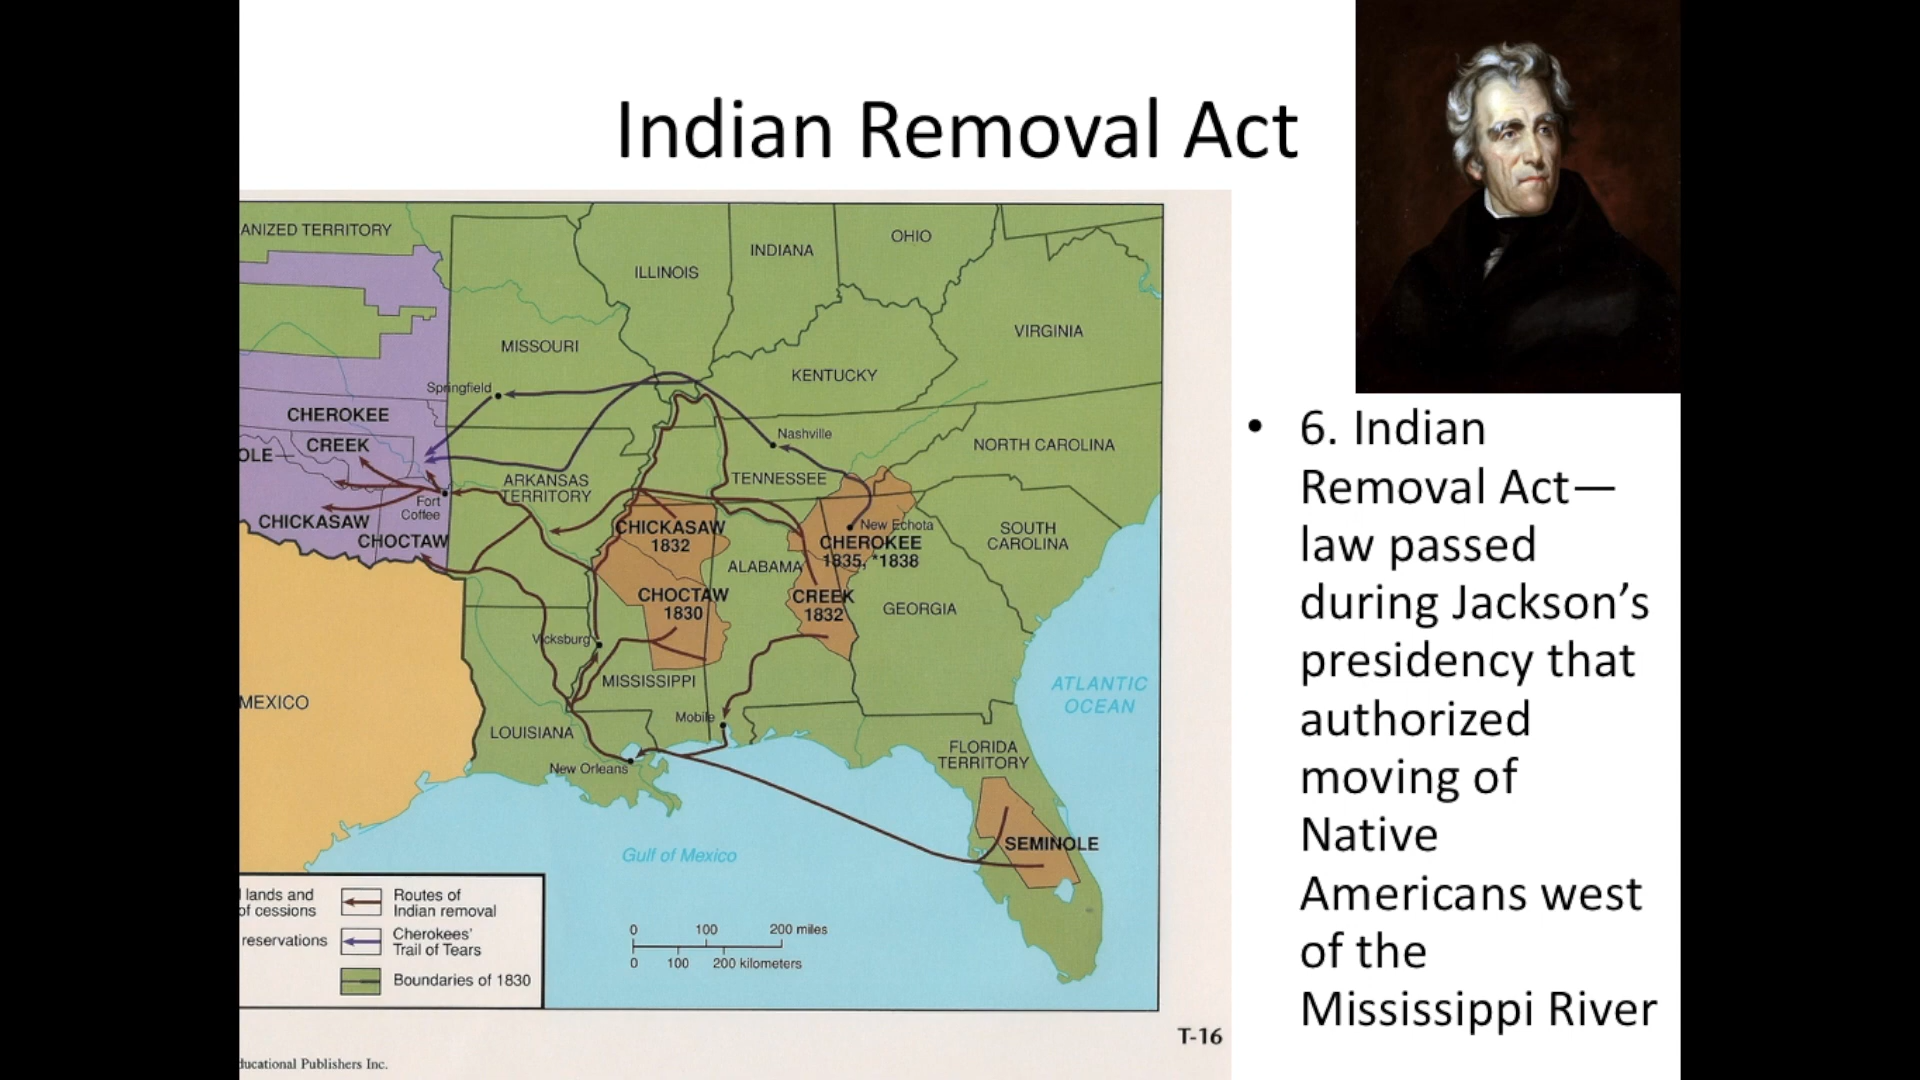 Indian Removal Act
ANIZED TERRITORY
ILLINOIS
INDIANA
OHIO
MISSOURI
VIRGINIA
KENTUCKY
Springfield
CHEROKEE
CREEK
OLE
Nashville
NORTH CAROLINA
TENNESSEE
ARKANSAS
TERRITORY
Fort
Coffee
CHICKASAW
CHOCTAW
CHICKASAW
1832
New Echota
CHEROKEE
1835, *1838
SOUTH
CAROLINA
ALABAMA
CHOCTAW
1830
CREEK
1832
GEORGIA
Vicksburg
MISSISSIPPI
MEXICO
ATLANTIC
OCEAN
Mobile
LOUISIANA
New Orleans
FLORIDA
TERRITORY
SEMINOLE
Gulf of Mexico
l lands and
of cessions
reservations
Routes of
Indian removal
Cherokees'
Trail of Tears
Boundaries of 1830
0 100 200 miles
0 100 200 kilometers
T-16
ducational Publishers Inc.
• 6. Indian
Removal Act—
law passed
during Jackson’s
presidency that
authorized
moving of
Native
Americans west
of the
Mississippi River